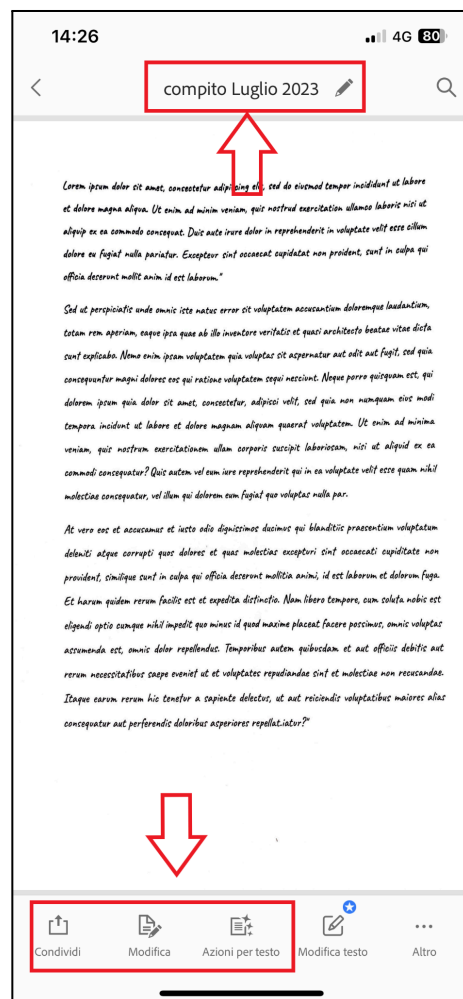 14:26
4G 80
compito Luglio 2023
Lorem ipsum dolor sit amet, consectetur adipiscing elit, sed do eiusmod tempor incididunt ut labore
et dolore magna aliqua. Ut enim ad minim veniam, quis nostrud exercitation ullamco laboris nisi ut
aliquip ex ea commodo consequat. Duis aute irure dolor in reprehenderit in voluptate velit esse cillum
dolore eu fugiat nulla pariatur. Excepteur sint occaecat cupidatat non proident, sunt in culpa qui
officia deserunt mollit anim id est laborum."
Sed ut perspiciatis unde omnis iste natus error sit voluptatem accusantium doloremque laudantium,
totam rem aperiam, eaque ipsa quae ab illo inventore veritatis et quasi architecto beatae vitae dicta
sunt explicabo. Nemo enim ipsam voluptatem quia voluptas sit aspernatur aut odit aut fugit, sed quia
consequuntur magni dolores eos qui ratione voluptatem sequi nesciunt. Neque porro quisquam est, qui
dolorem ipsum quia dolor sit amet, consectetur, adipisci velit, sed quia non numquam eius modi
tempora incidunt ut labore et dolore magnam aliquam quaerat voluptatem. Ut enim ad minima
veniam, quis nostrum exercitationem ullam corporis suscipit laboriosam, nisi ut aliquid ex ea
commodi consequatur? Quis autem vel eum iure reprehenderit qui in ea voluptate velit esse quam nihil
molestiae consequatur, vel illum qui dolorem eum fugiat quo voluptas nulla par.
At vero eos et accusamus et iusto odio dignissimos ducimus qui blanditiis praesentium voluptatum
deleniti atque corrupti quos dolores et quas molestias excepturi sint occaecati cupiditate non
provident, similique sunt in culpa qui officia deserunt mollitia animi, id est laborum et dolorum fuga.
Et harum quidem rerum facilis est et expedita distinctio. Nam libero tempore, cum soluta nobis est
eligendi optio cumque nihil impedit quo minus id quod maxime placeat facere possimus, omnis voluptas
assumenda est, omnis dolor repellendus. Temporibus autem quibusdam et aut officiis debitis aut
rerum necessitatibus saepe eveniet ut et voluptates repudiandae sint et molestiae non recusandae.
Itaque earum rerum hic tenetur a sapiente delectus, ut aut reiciendis voluptatibus maiores alias
consequatur aut perferendis doloribus asperiores repellat.iatur?"
Condividi Modifica Azioni per testo Modifica testo Altro